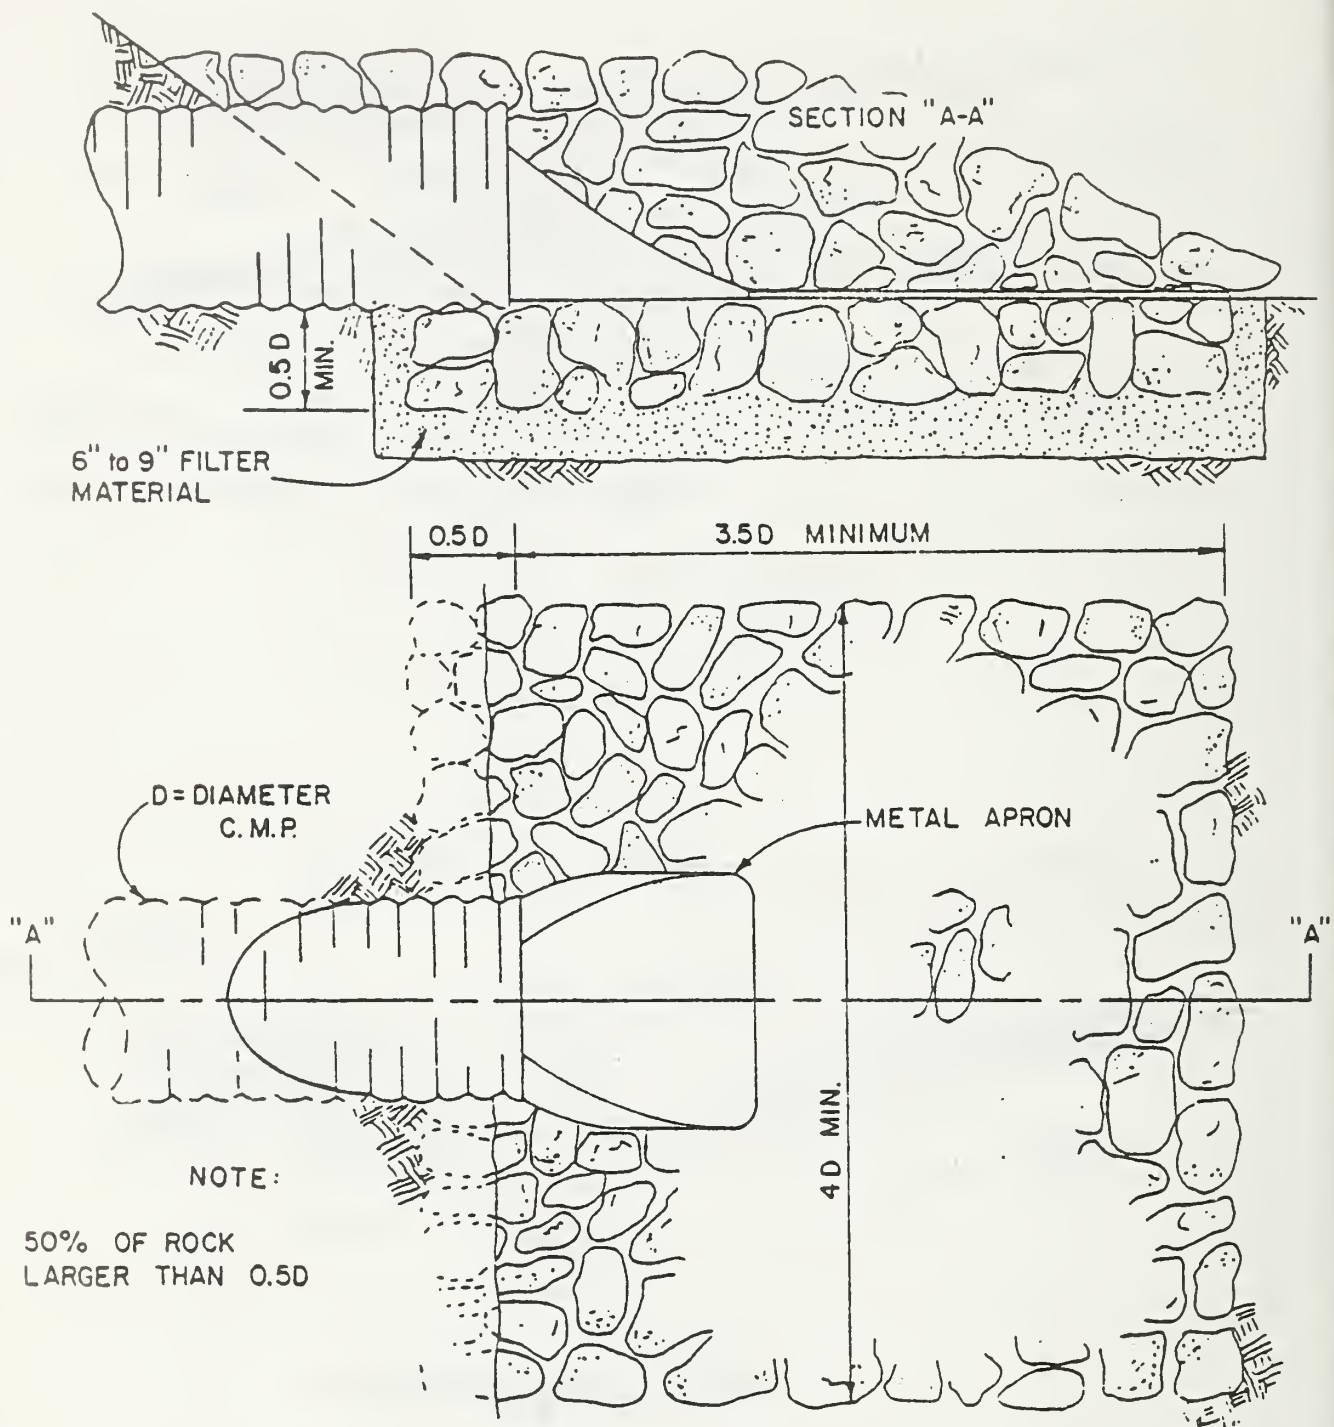 SECTION "A-A"
0.5 D
MIN.
6" to 9" FILTER
MATERIAL
0.5 D
3.5 D MINIMUM
D = DIAMETER
C.M.P.
METAL APRON
"A"
"A"
4D MIN.
NOTE:
50% OF ROCK
LARGER THAN 0.5D